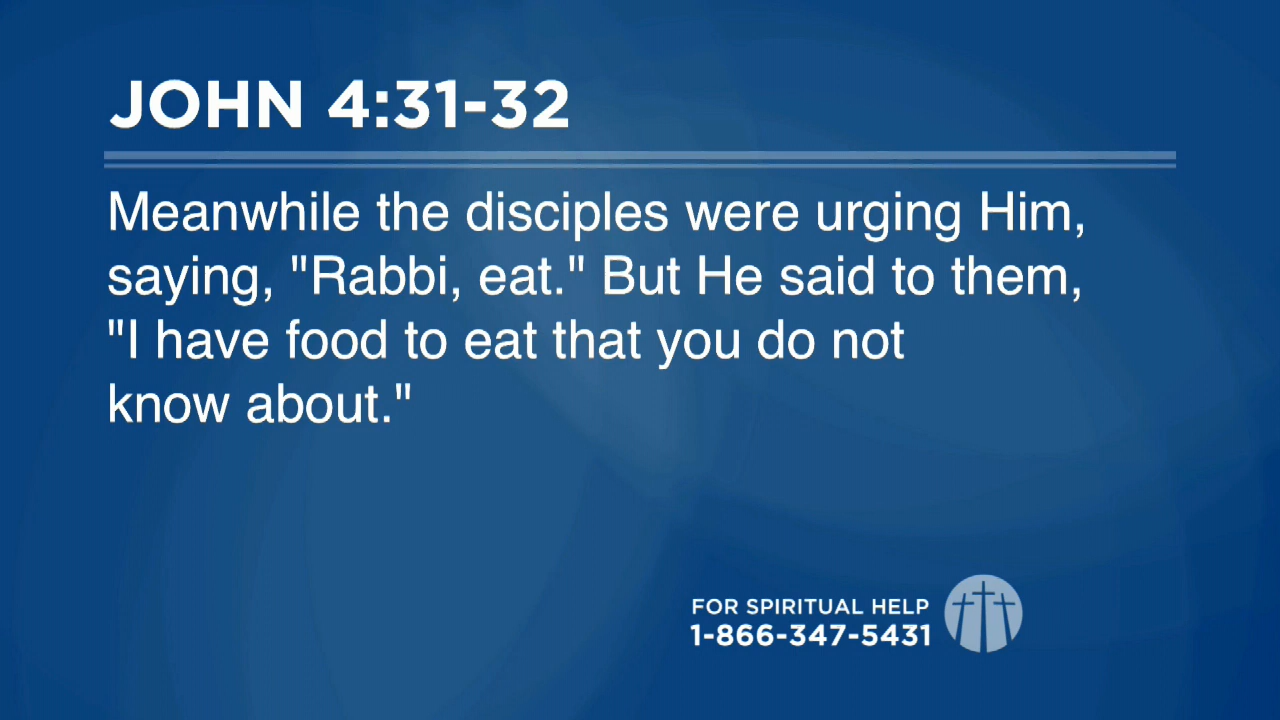 JOHN 4:31-32
Meanwhile the disciples were urging Him,
saying, "Rabbi, eat." But He said to them,
"I have food to eat that you do not
know about."
FOR SPIRITUAL HELP
1-866-347-5431